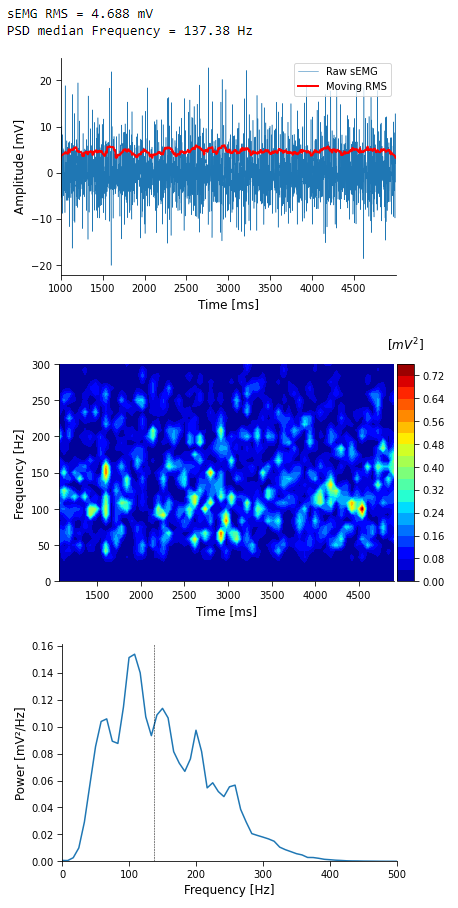 sEMG RMS = 4.688 mV
PSD median Frequency = 137.38 Hz
Raw sEMG
Moving RMS
Amplitude [mV]
20
10
0
−10
−20
1000 1500 2000 2500 3000 3500 4000 4500
Time [ms]
[mV²]
Frequency [Hz]
300
250
200
150
100
50
0
1500 2000 2500 3000 3500 4000 4500
Time [ms]
0.72
0.64
0.56
0.48
0.40
0.32
0.24
0.16
0.08
0.00
Power [mV²/Hz]
0.16
0.14
0.12
0.10
0.08
0.06
0.04
0.02
0.00
0 100 200 300 400 500
Frequency [Hz]